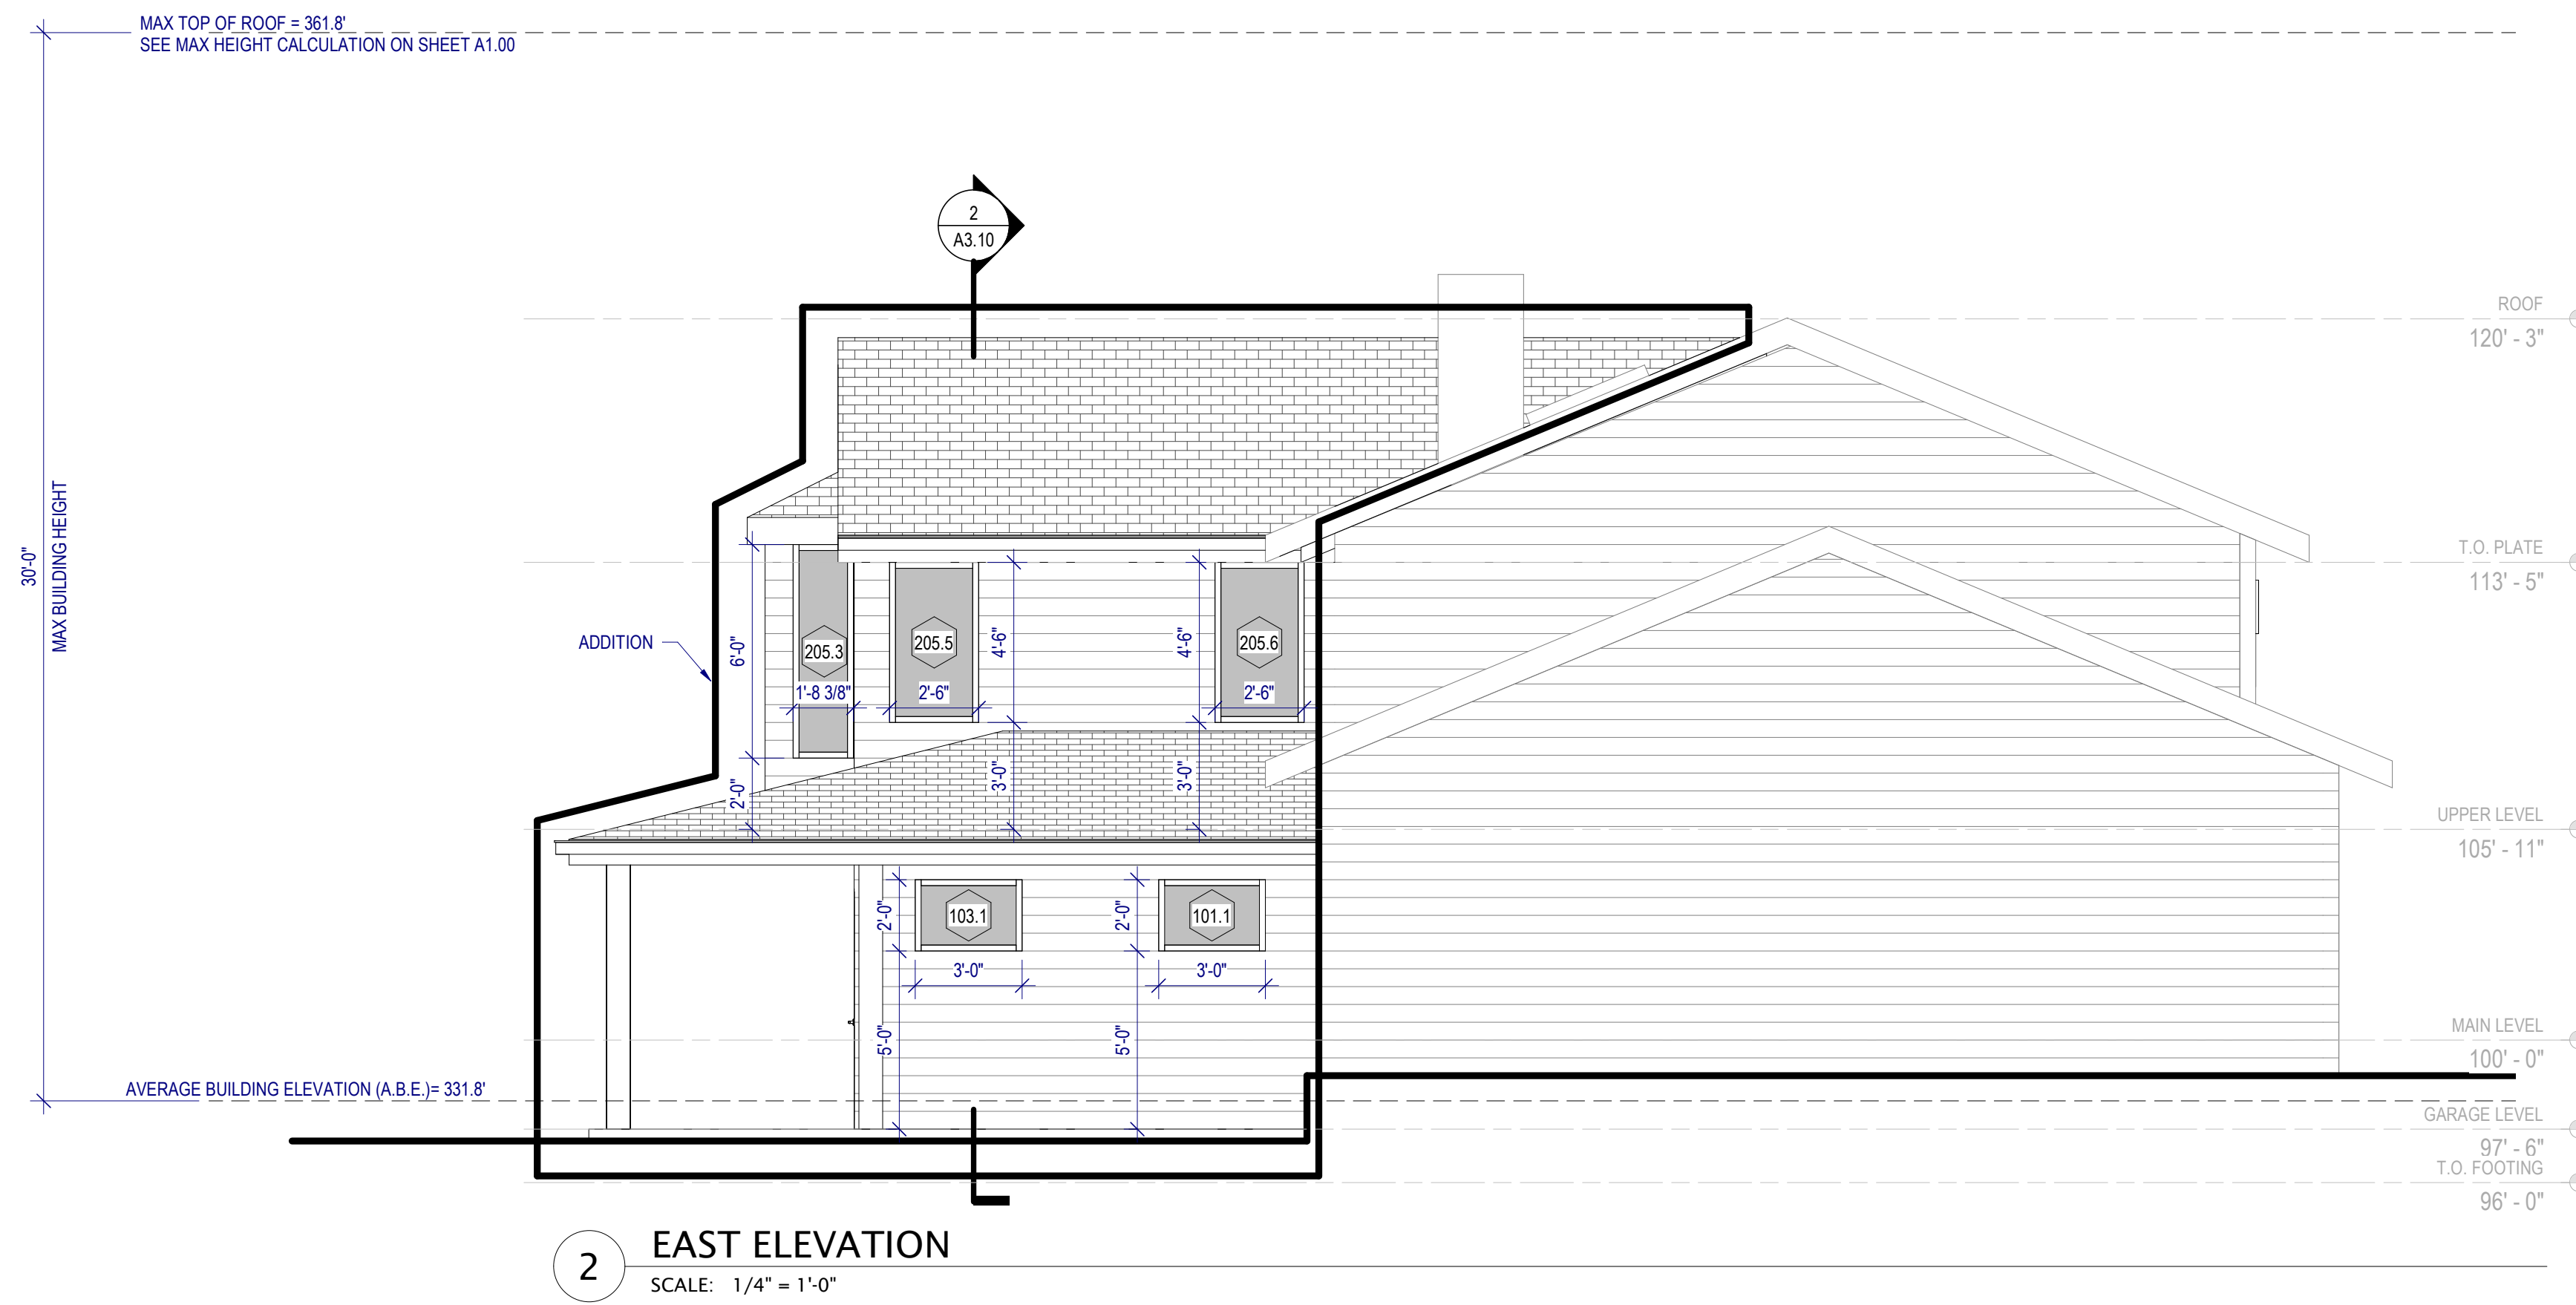 MAX TOP OF ROOF = 361.8'
SEE MAX HEIGHT CALCULATION ON SHEET A1.00
2
A3.10
ROOF
120' - 3"
30'-0"
MAX BUILDING HEIGHT
T.O. PLATE
113' - 5"
ADDITION
6'-0"
205.3
205.5
4'-6"
4'-6"
205.6
1'-8 3/8"
2'-6"
2'-6"
2'-0"
3'-0"
3'-0"
UPPER LEVEL
105' - 11"
2'-0"
103.1
2'-0"
101.1
3'-0"
3'-0"
5'-0"
5'-0"
MAIN LEVEL
100' - 0"
AVERAGE BUILDING ELEVATION (A.B.E.)= 331.8'
GARAGE LEVEL
97' - 6"
T.O. FOOTING
96' - 0"
2
EAST ELEVATION
SCALE: 1/4" = 1'-0"